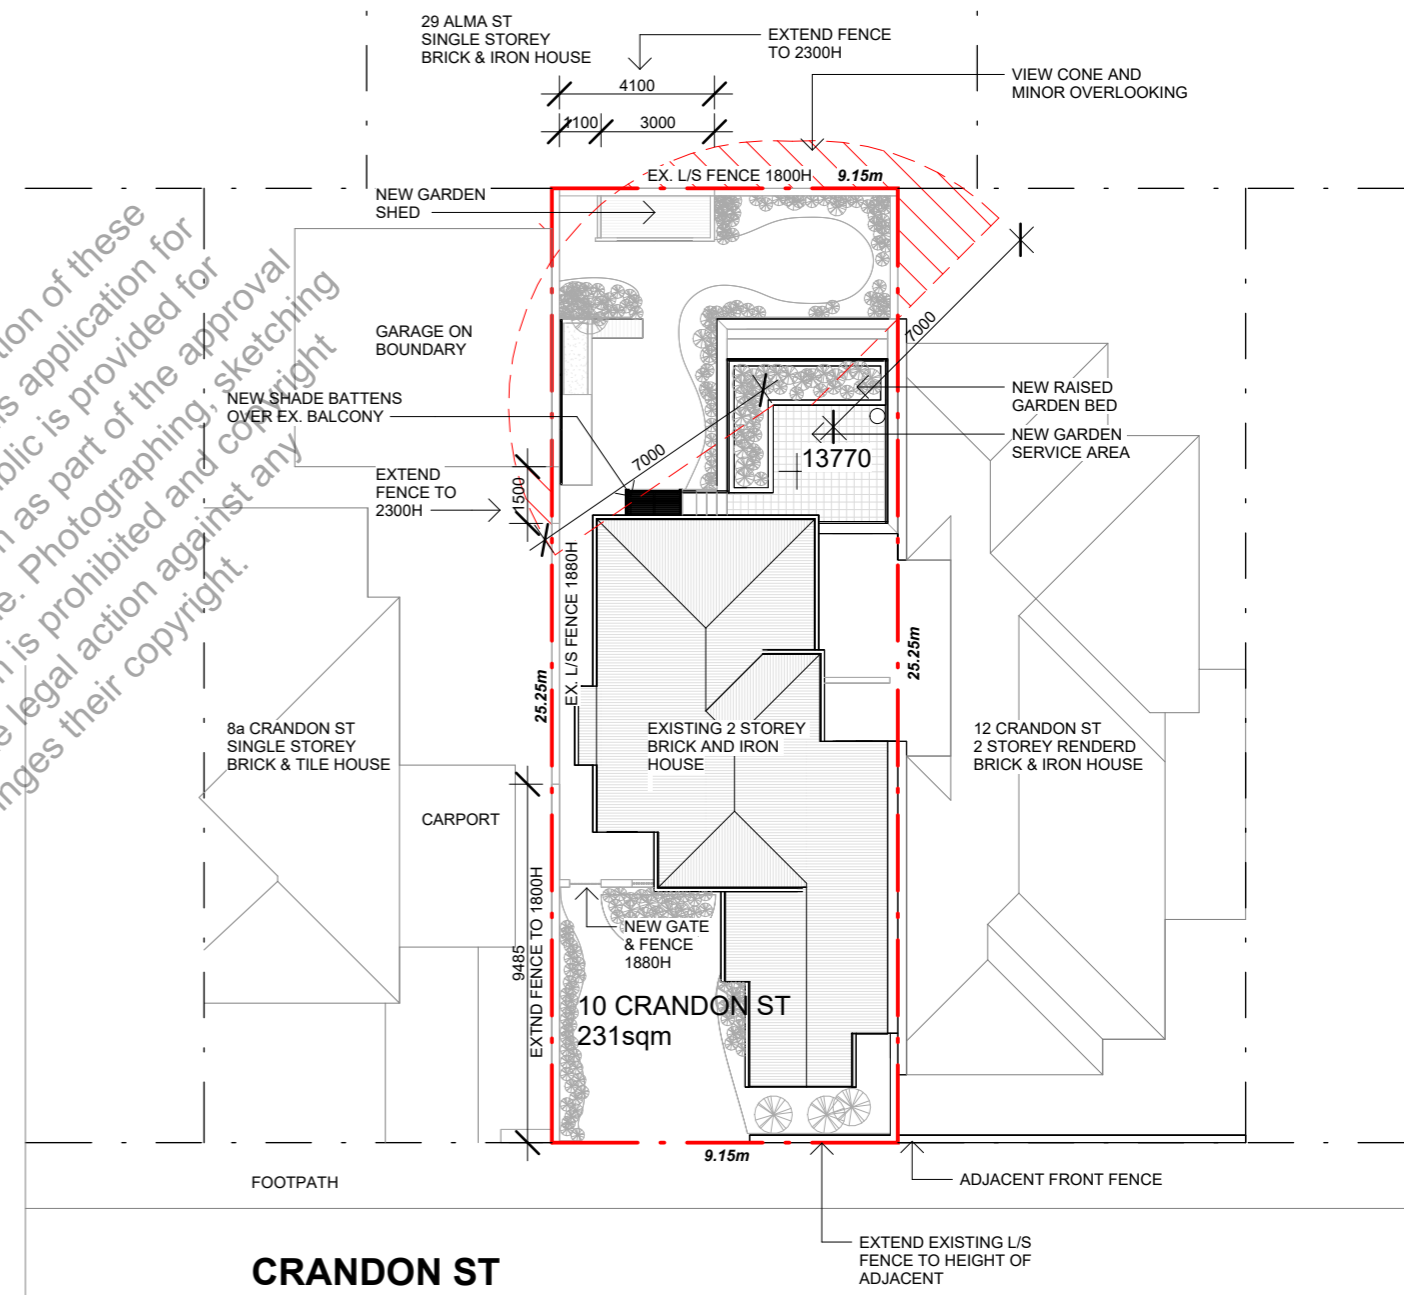 29 ALMA ST
SINGLE STOREY
BRICK & IRON HOUSE
EXTEND FENCE
TO 2300H
VIEW CONE AND
MINOR OVERLOOKING
4100
1100
3000
EX. L/S FENCE 1800H
9.15m
NEW GARDEN
SHED
GARAGE ON
BOUNDARY
7000
NEW SHADE BATTENS
OVER EX. BALCONY
NEW RAISED
GARDEN BED
NEW GARDEN
SERVICE AREA
13770
7000
EXTEND
FENCE TO
2300H
1500
EX. L/S FENCE 1880H
25.25m
25.25m
8a CRANDON ST
SINGLE STOREY
BRICK & TILE HOUSE
EXISTING 2 STOREY
BRICK AND IRON
HOUSE
12 CRANDON ST
2 STOREY RENDERD
BRICK & IRON HOUSE
CARPORT
9485
EXTND FENCE TO 1800H
NEW GATE
& FENCE
1880H
10 CRANDON ST
231sqm
9.15m
FOOTPATH
ADJACENT FRONT FENCE
EXTEND EXISTING L/S
FENCE TO HEIGHT OF
ADJACENT
CRANDON ST
tion of these
s application for
blic is provided for
n as part of the approval
e. Photographing, sketching
n is prohibited and copyright
e legal action against any
nges their copyright.